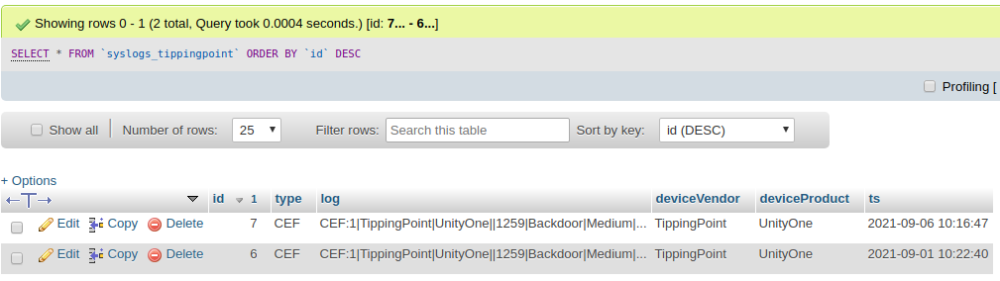 Showing rows 0 - 1 (2 total, Query took 0.0004 seconds.) [id: 7... - 6...]
SELECT * FROM `syslogs_tippingpoint` ORDER BY `id` DESC
Profiling [
Show all | Number of rows: 25 Filter rows: Search this table Sort by key: id (DESC)
+ Options
←T→ id 1 type log deviceVendor deviceProduct ts
Edit Copy Delete 7 CEF CEF:1|TippingPoint|UnityOne||1259|Backdoor|Medium|... TippingPoint UnityOne 2021-09-06 10:16:47
Edit Copy Delete 6 CEF CEF:1|TippingPoint|UnityOne||1259|Backdoor|Medium|... TippingPoint UnityOne 2021-09-01 10:22:40